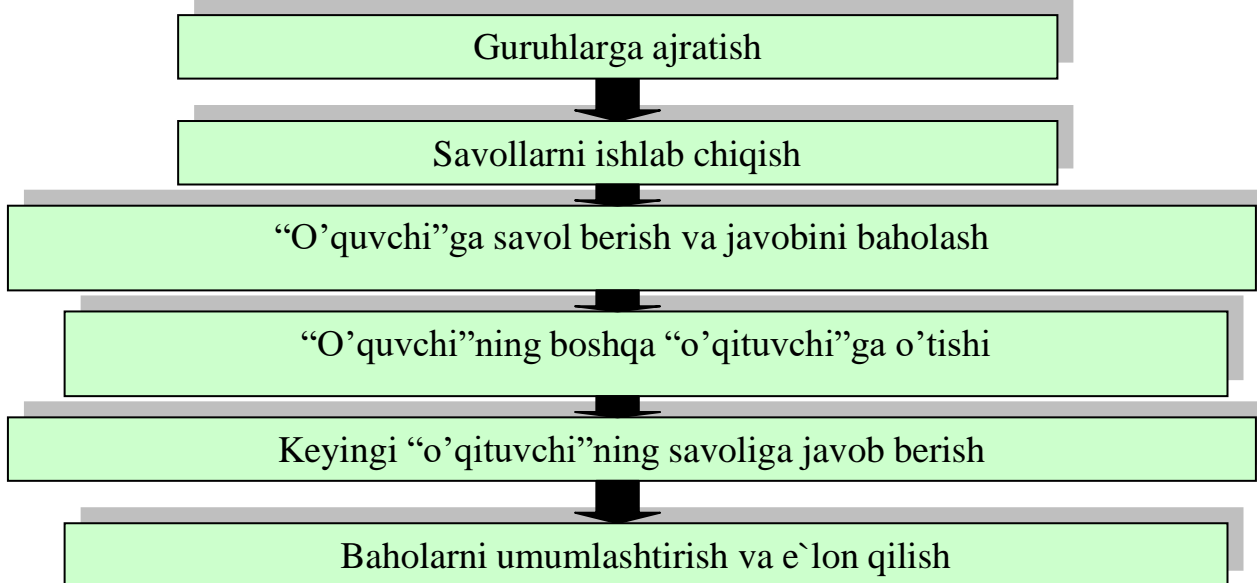 Guruhlarga ajratish
Savollarni ishlab chiqish
“O’quvchi”ga savol berish va javobini baholash
“O’quvchi”ning boshqa “o’qituvchi”ga o’tishi
Keyingi “o’qituvchi”ning savoliga javob berish
Baholarni umumlashtirish va e`lon qilish